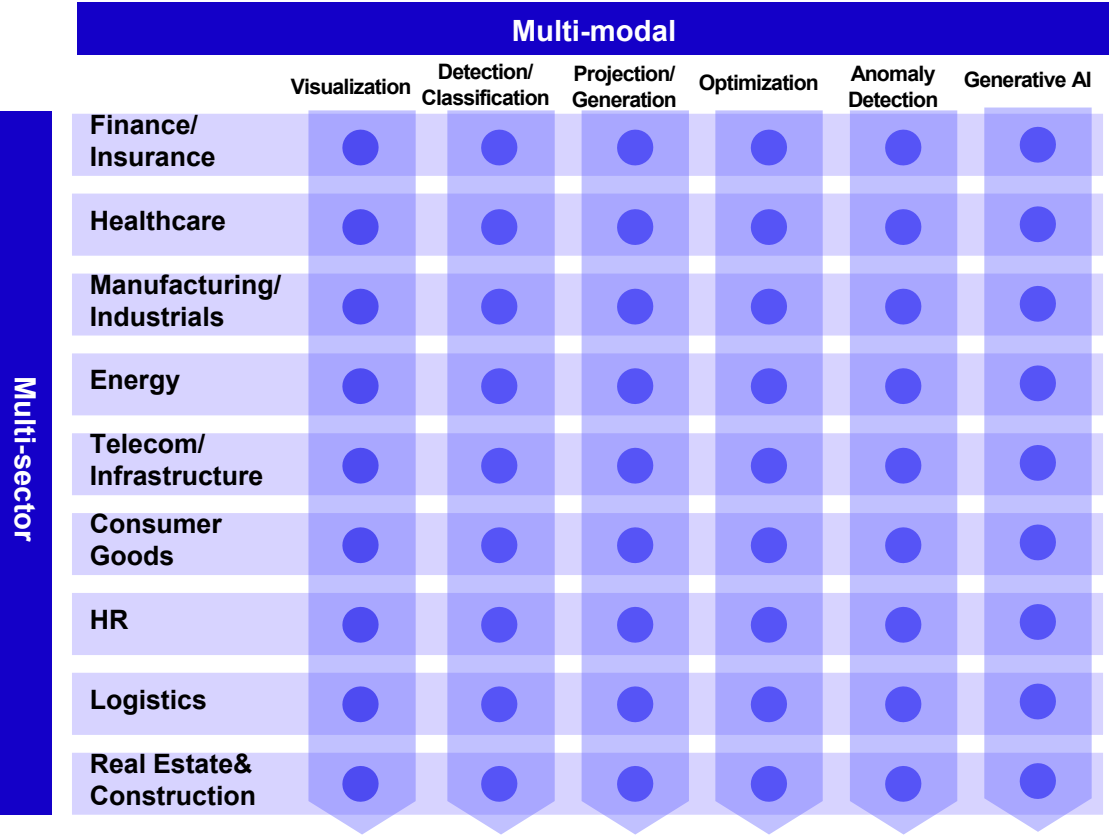 Multi-modal
Visualization
Detection/
Classification
Projection/
Generation
Optimization
Anomaly
Detection
Generative AI
Multi-sector
Finance/
Insurance
Healthcare
Manufacturing/
Industrials
Energy
Telecom/
Infrastructure
Consumer
Goods
HR
Logistics
Real Estate&
Construction